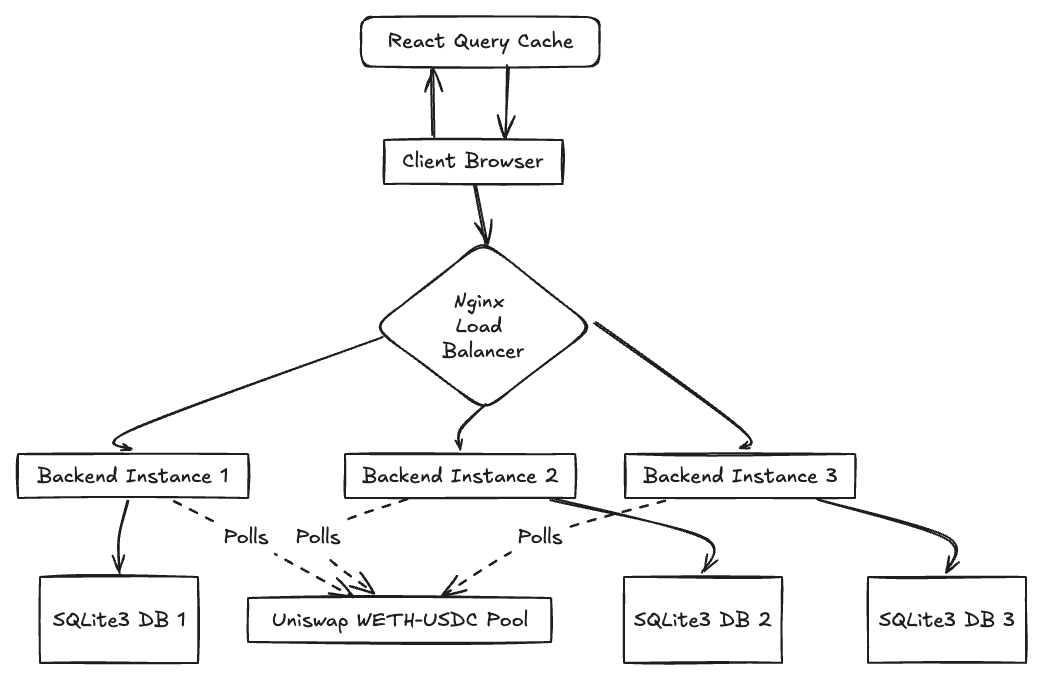 React Query Cache
Client Browser
Nginx
Load
Balancer
Backend Instance 1
Backend Instance 2
Backend Instance 3
Polls
Polls
Polls
SQLite3 DB 1
Uniswap WETH-USDC Pool
SQLite3 DB 2
SQLite3 DB 3